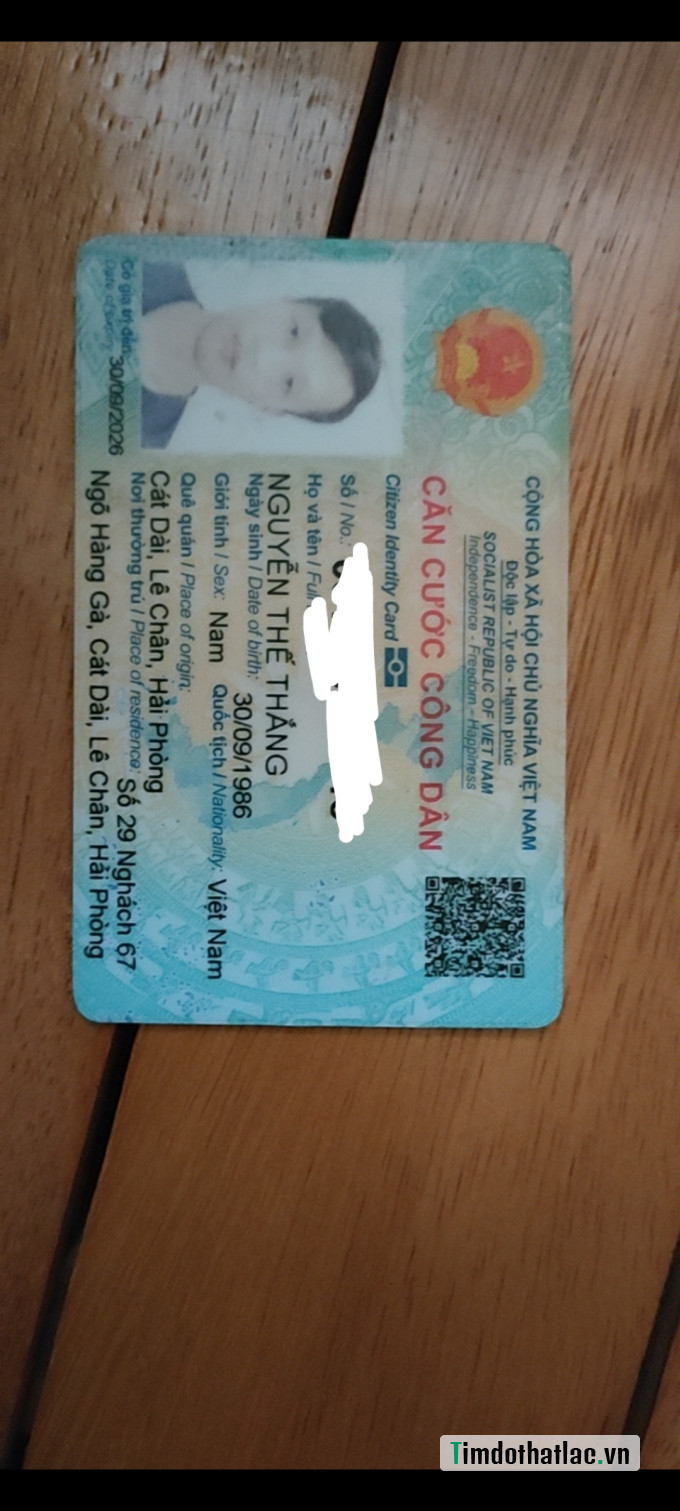 CỘNG HÒA XÃ HỘI CHỦ NGHĨA VIỆT NAM
Độc lập - Tự do - Hạnh phúc
SOCIALIST REPUBLIC OF VIET NAM
Independence - Freedom - Happiness
CĂN CƯỚC CÔNG DÂN
Citizen Identity Card
Số / No.:
Họ và tên /
NGUYỄN THẾ THẮNG
Ngày sinh / Date of birth: 30/09/1986
Giới tính / Sex: Nam Quốc tịch / Nationality: Việt Nam
Quê quán / Place of origin:
Cát Dài, Lê Chân, Hải Phòng
Nơi thường trú / Place of residence: Số 29 Nghách 67
Ngõ Hàng Gà, Cát Dài, Lê Chân, Hải Phòng
Có giá trị đến: 30/09/2026
Date of expiry
Timdothatlac.vn